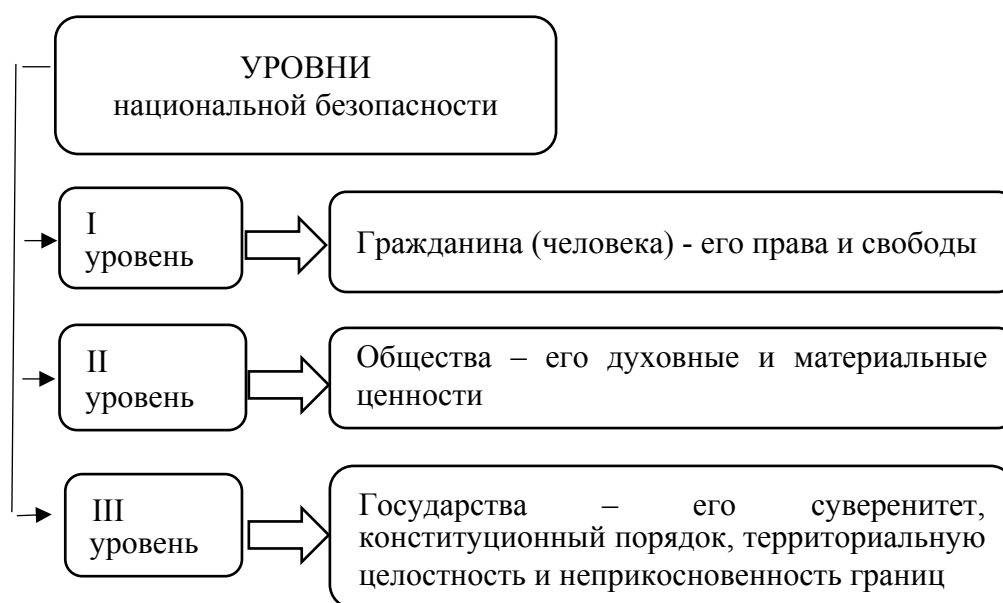 УРОВНИ
национальной безопасности
I
уровень
Гражданина (человека) - его права и свободы
II
уровень
Общества – его духовные и материальные
ценности
III
уровень
Государства – его суверенитет,
конституционный порядок, территориальную
целостность и неприкосновенность границ